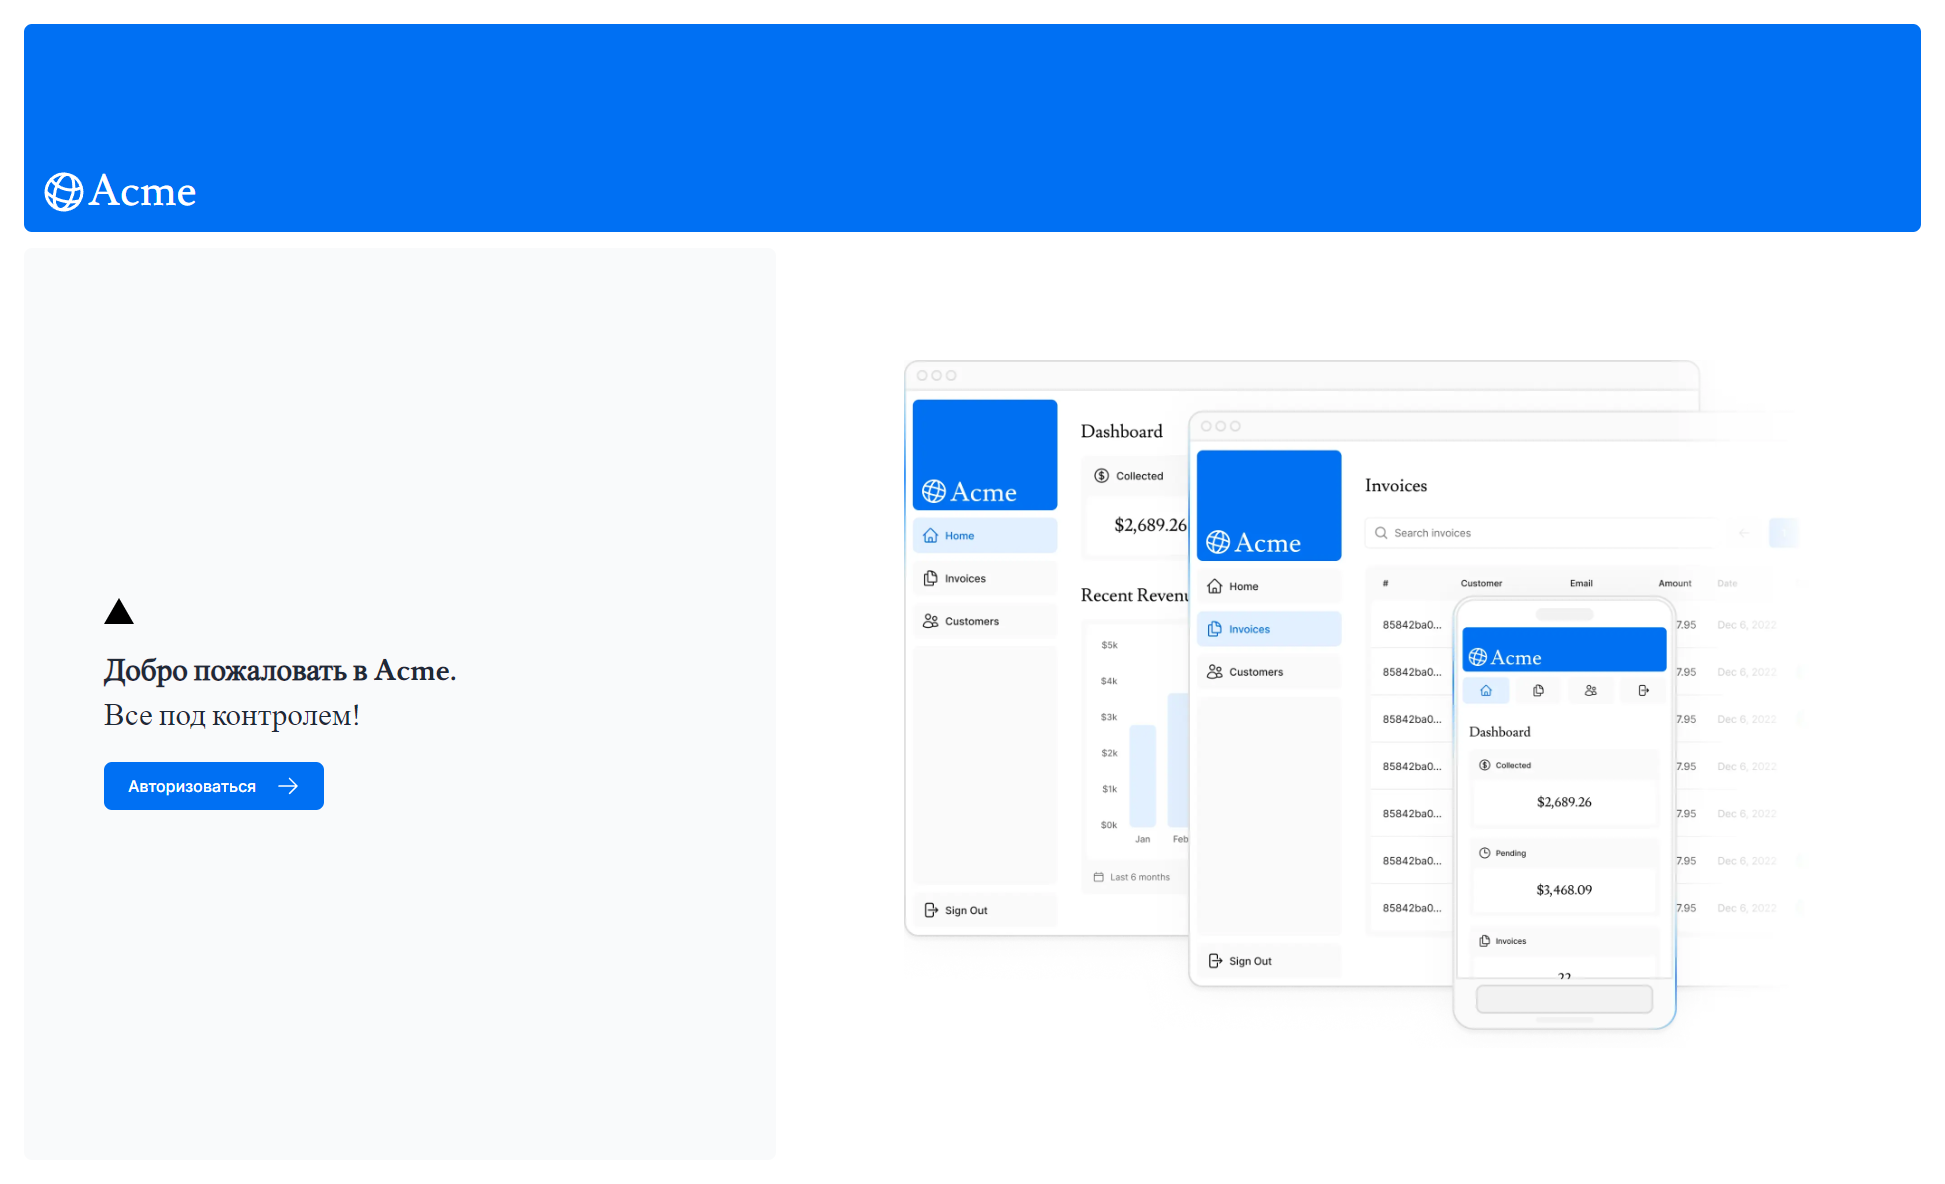 Acme
Добро пожаловать в Acme.
Все под контролем!
Авторизоваться
Acme
Home
Invoices
Customers
Sign Out
Dashboard
Collected
$2,689.26
Recent Revenu
$5k
$4k
$3k
$2k
$1k
$0k
Jan Feb
Last 6 months
Acme
Home
Invoices
Customers
Sign Out
Invoices
Search invoices
# Customer Email Amount Date
85842ba0... 7.95 Dec 6, 2022
85842ba0... 7.95 Dec 6, 2022
85842ba0... 7.95 Dec 6, 2022
85842ba0... 7.95 Dec 6, 2022
85842ba0... 7.95 Dec 6, 2022
85842ba0... 7.95 Dec 6, 2022
85842ba0... 7.95 Dec 6, 2022
Acme
Dashboard
Collected
$2,689.26
Pending
$3,468.09
Invoices
22